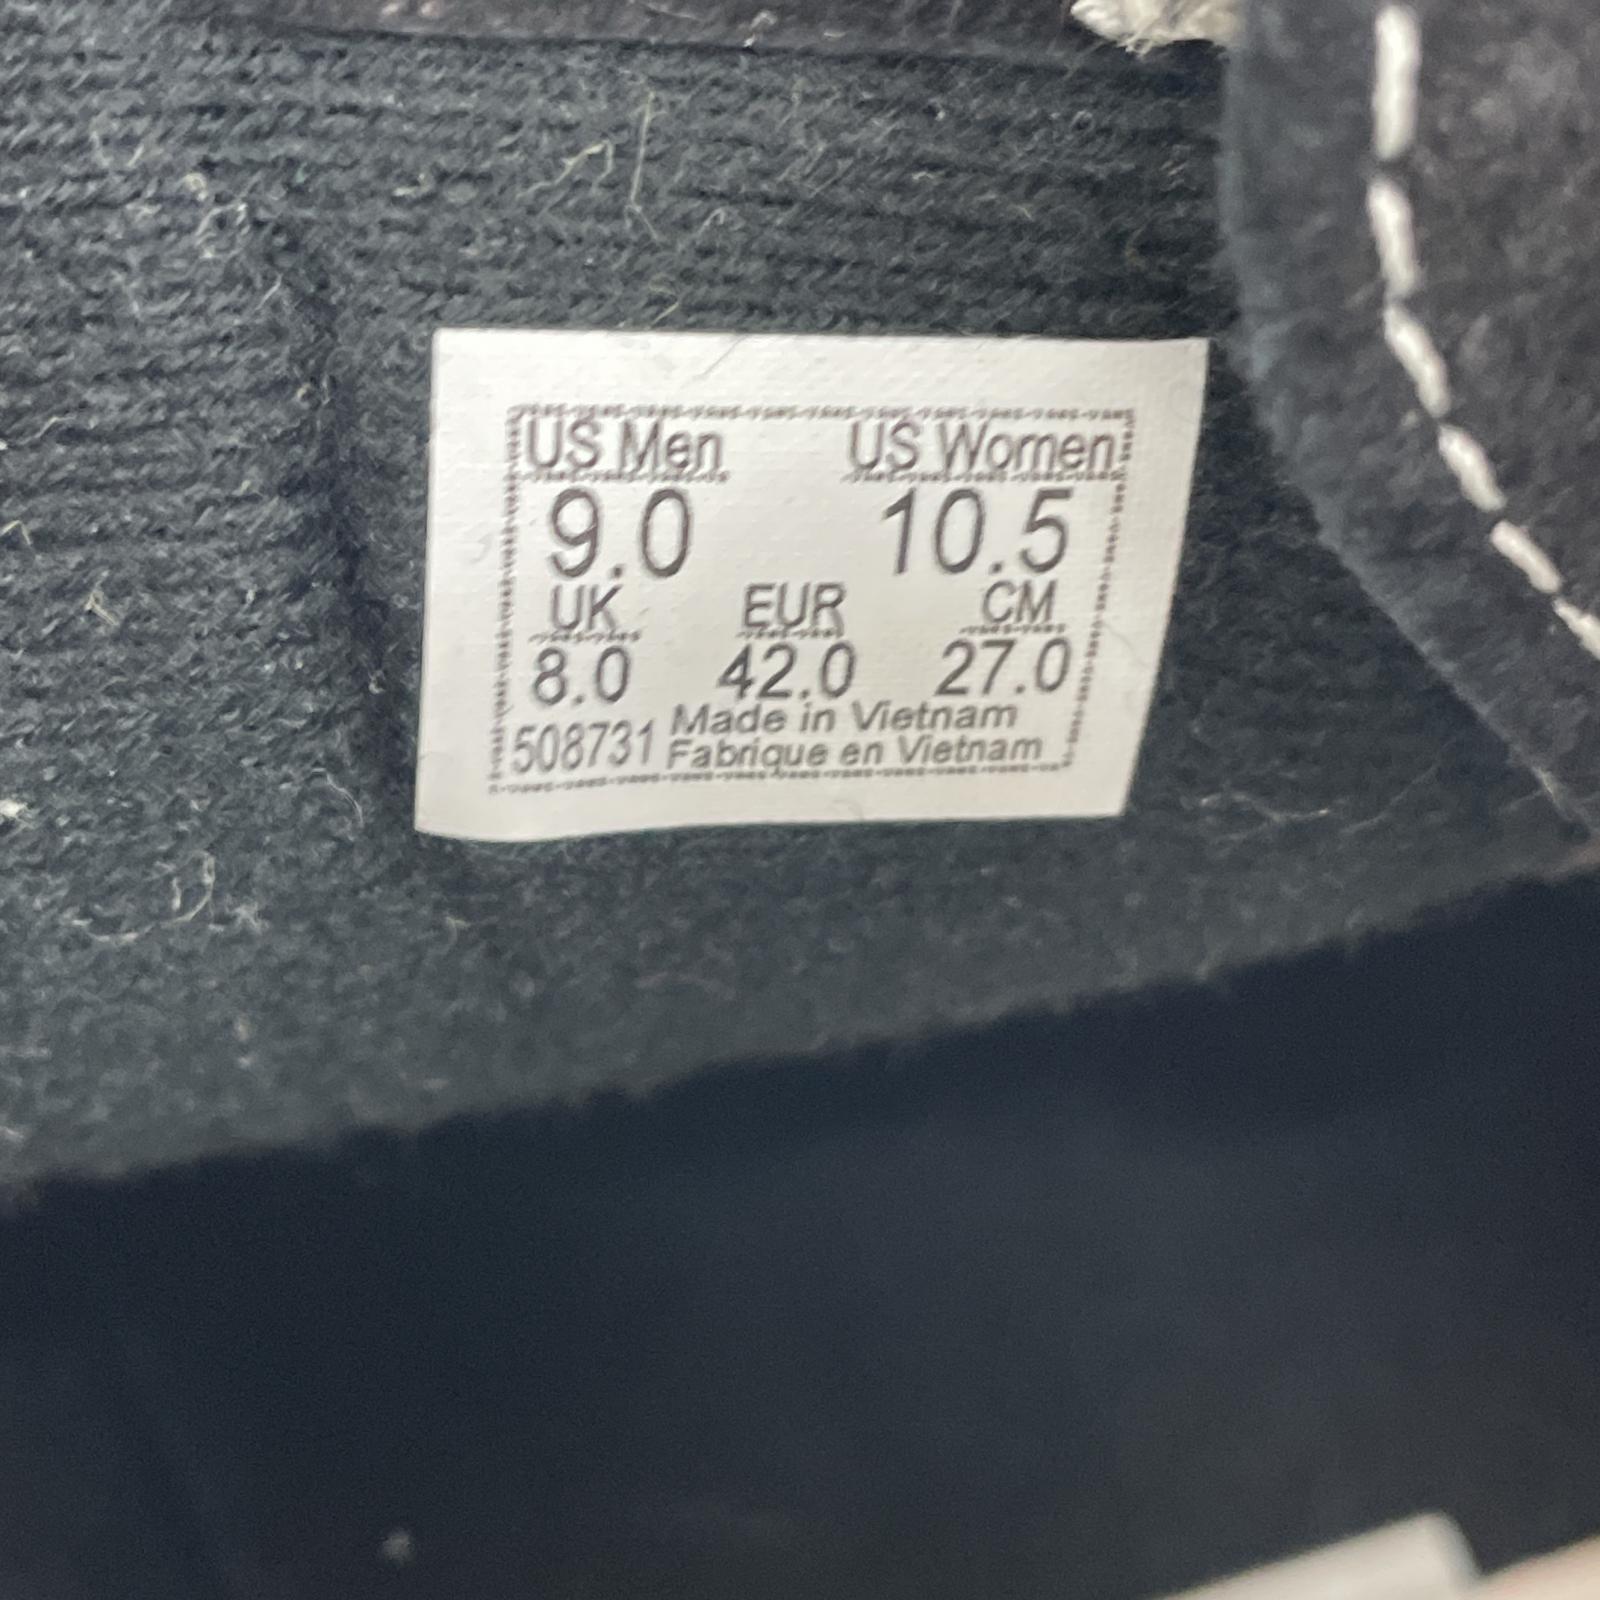 US Men US Women
9.0 10.5
UK EUR CM
8.0 42.0 27.0
508731 Made in Vietnam
Fabrique en Vietnam